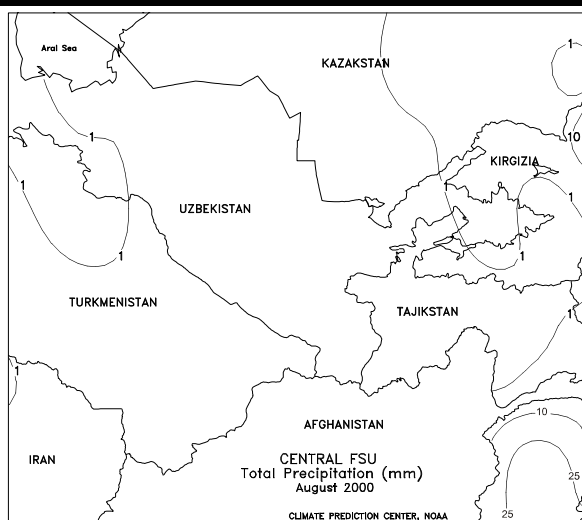 1
Aral Sea
KAZAKSTAN
1
10
KIRGIZIA
1
1
1
UZBEKISTAN
1
1
1
TURKMENISTAN
TAJIKSTAN
1
1
10
AFGHANISTAN
IRAN
CENTRAL FSU
Total Precipitation (mm)
August 2000
25
25
CLIMATE PREDICTION CENTER, NOAA